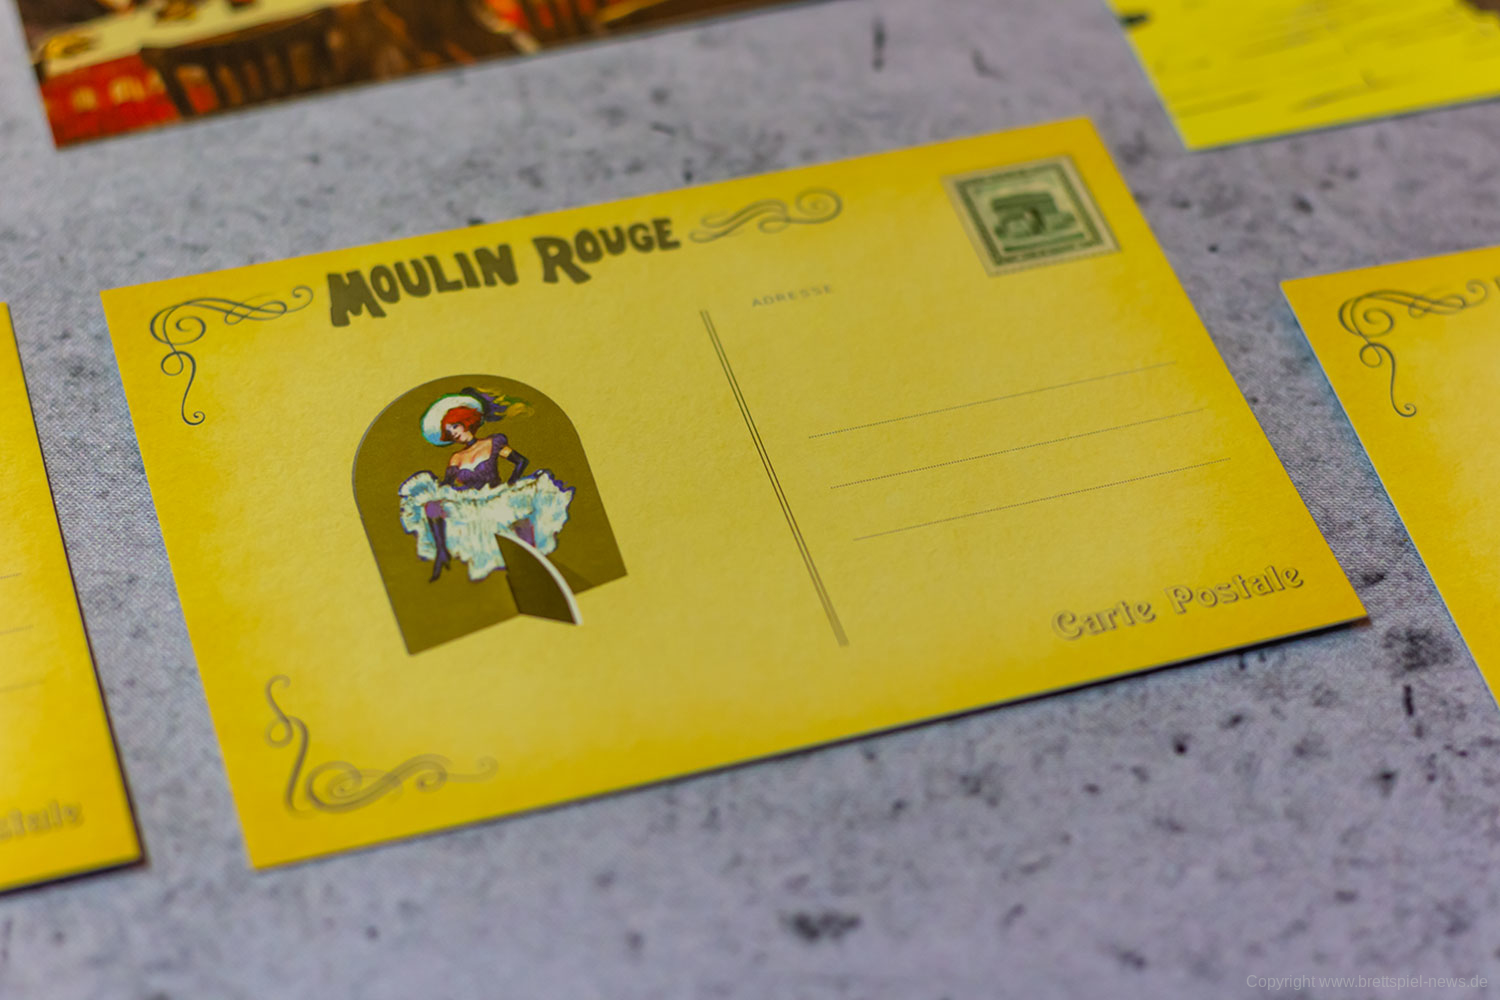 MOULIN ROUGE
ADRESSE
Carte Postale
Copyright www.brettspiel-news.de